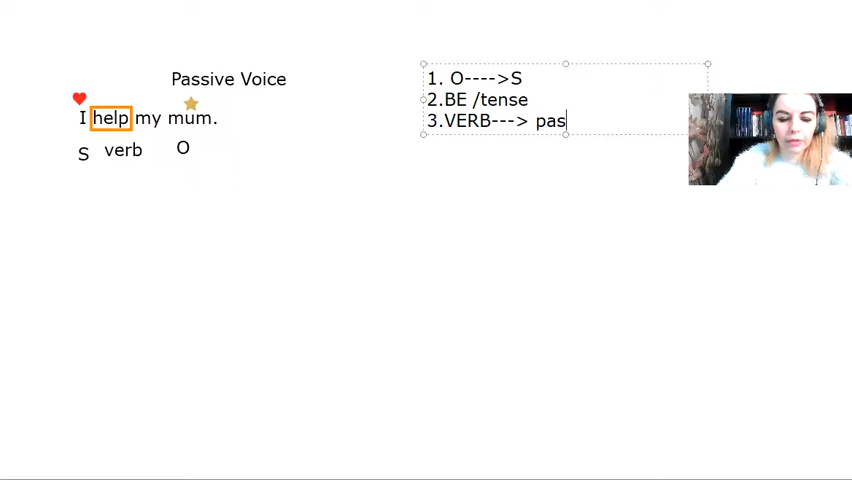 Passive Voice
I help my mum.
S verb O
1. O---->S
2.BE /tense
3.VERB---> pas